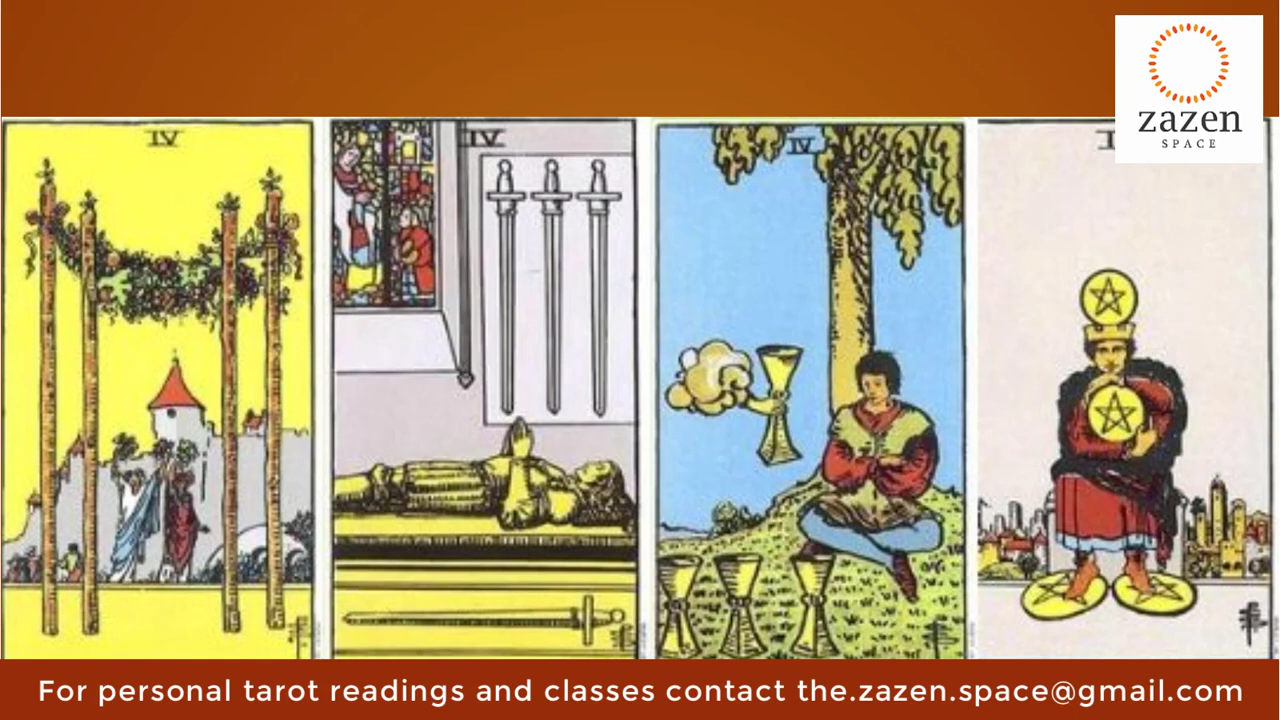 zazen
SPACE
IV
IV
IV
For personal tarot readings and classes contact the.zazen.space@gmail.com